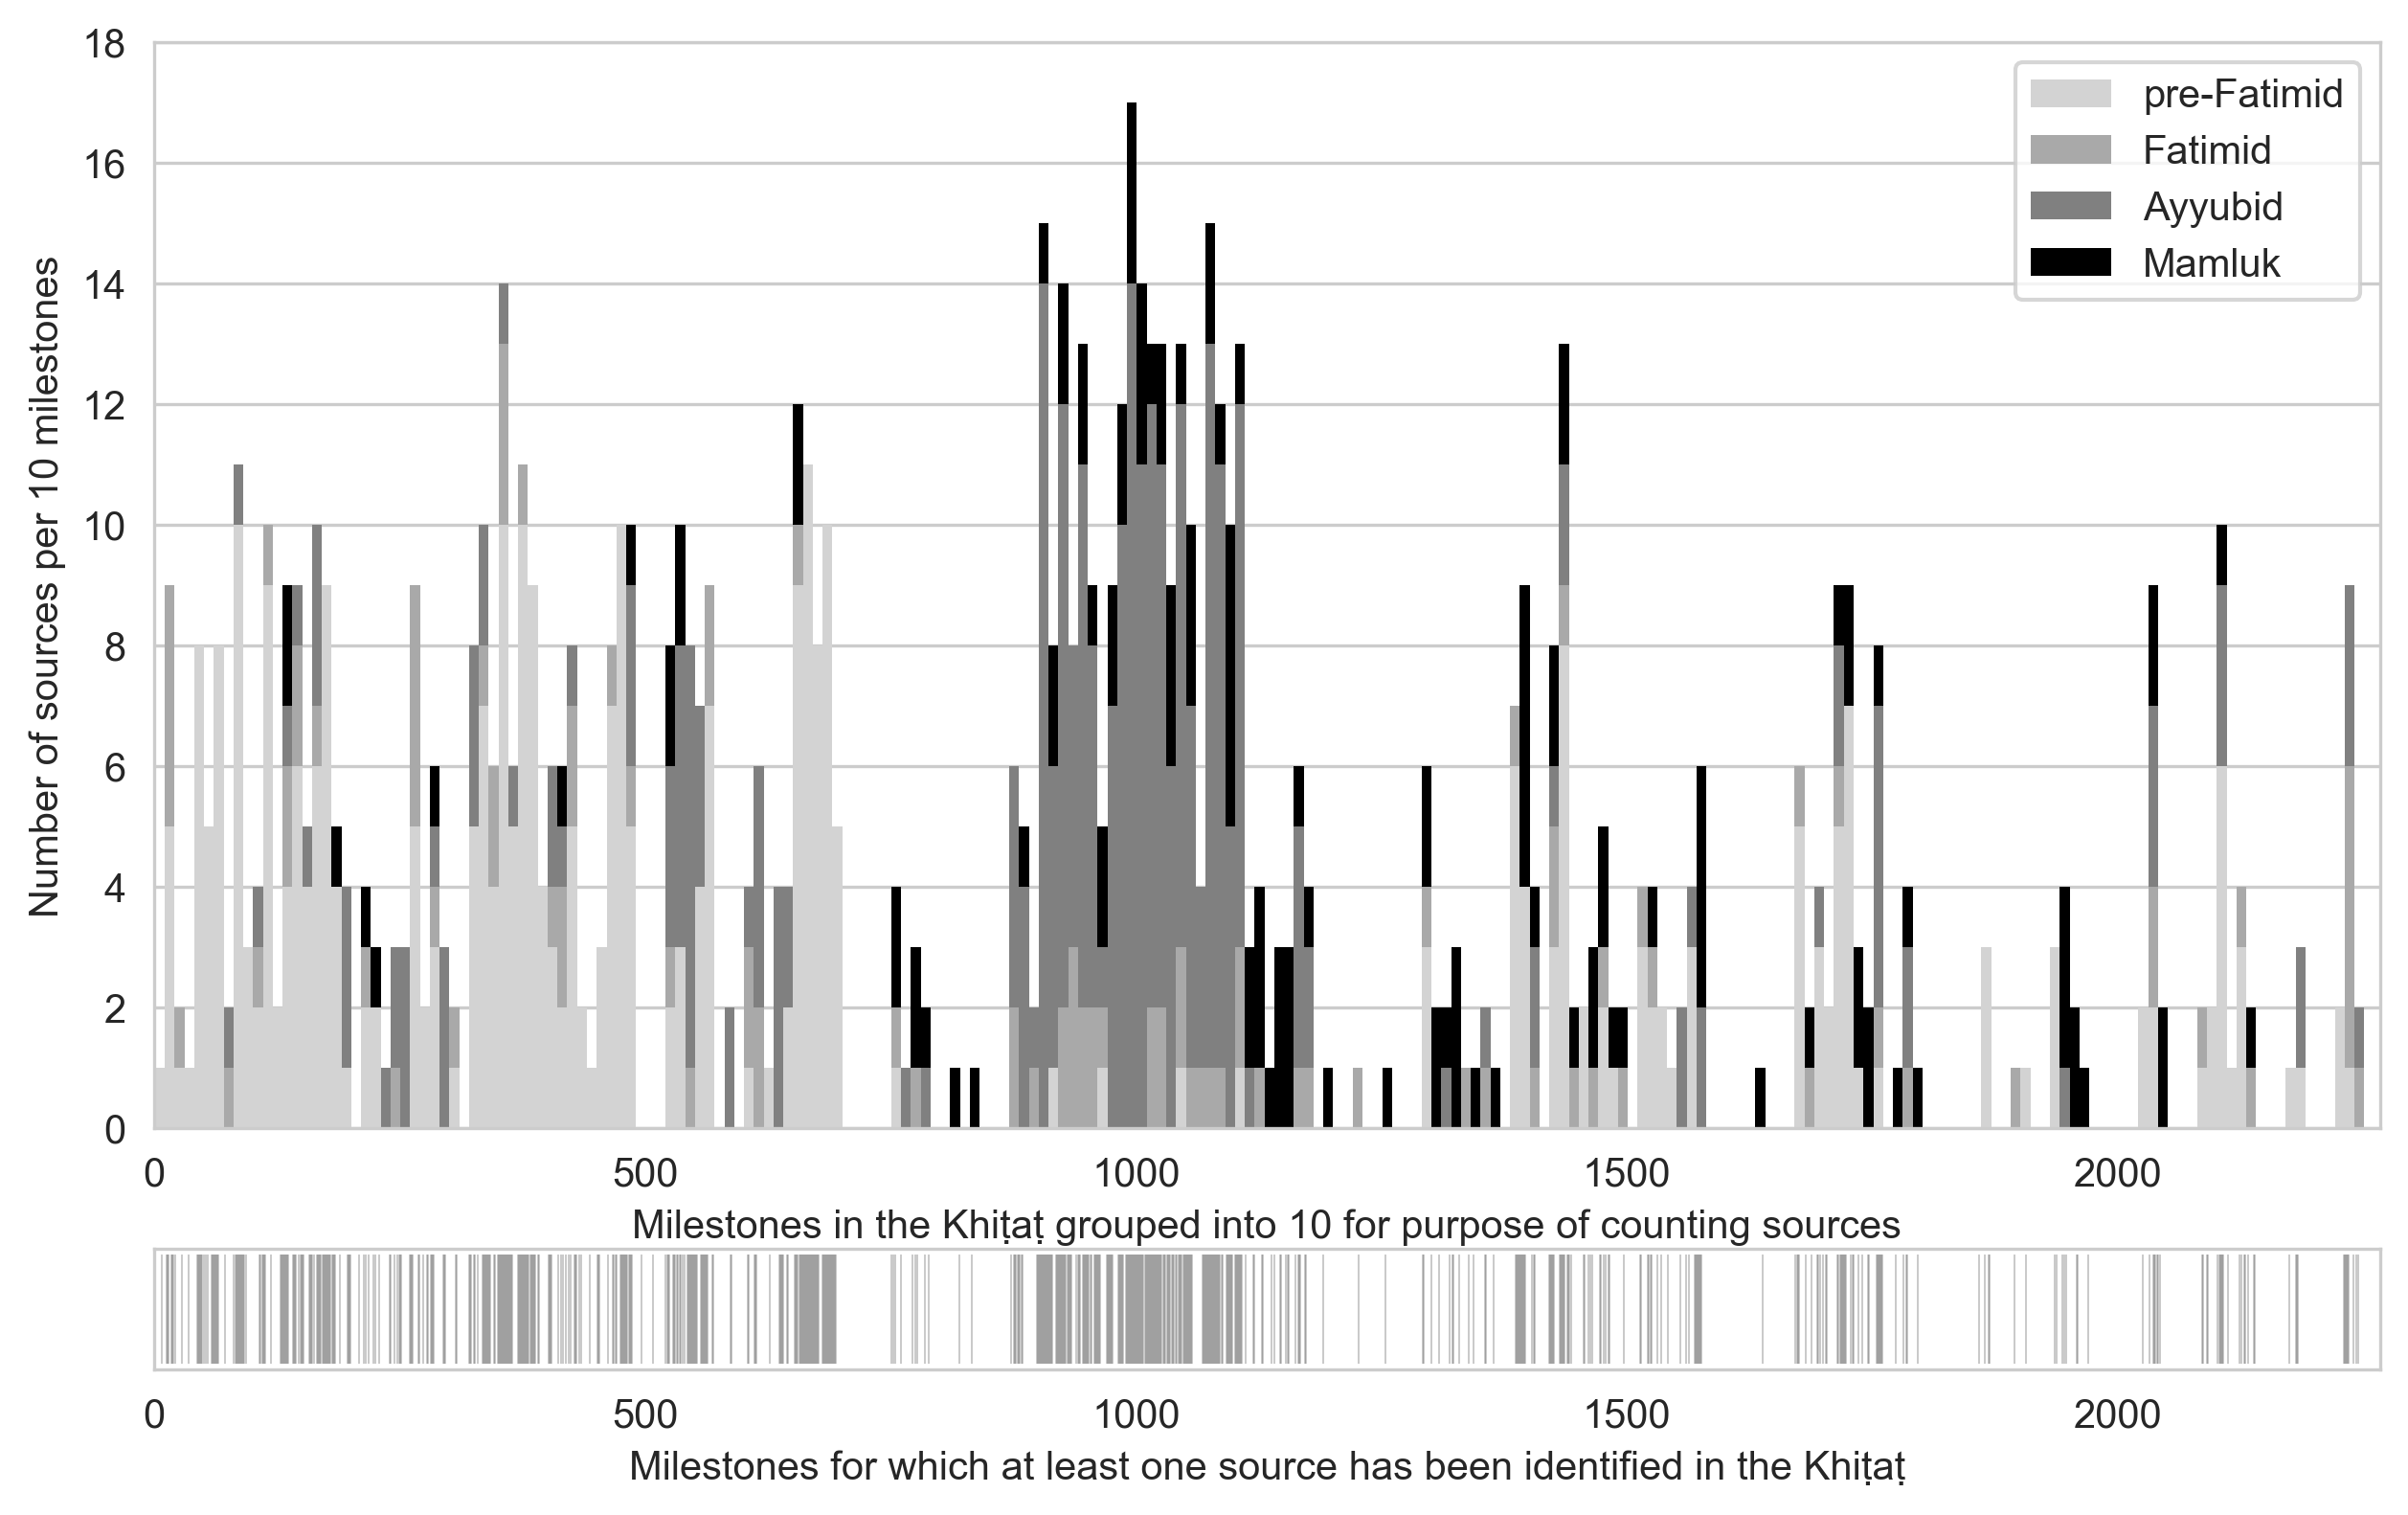 18
16
14
12
10
8
6
4
2
0
Number of sources per 10 milestones
pre-Fatimid
Fatimid
Ayyubid
Mamluk
0 500 1000 1500 2000
Milestones in the Khiṭaṭ grouped into 10 for purpose of counting sources
0 500 1000 1500 2000
Milestones for which at least one source has been identified in the Khiṭaṭ